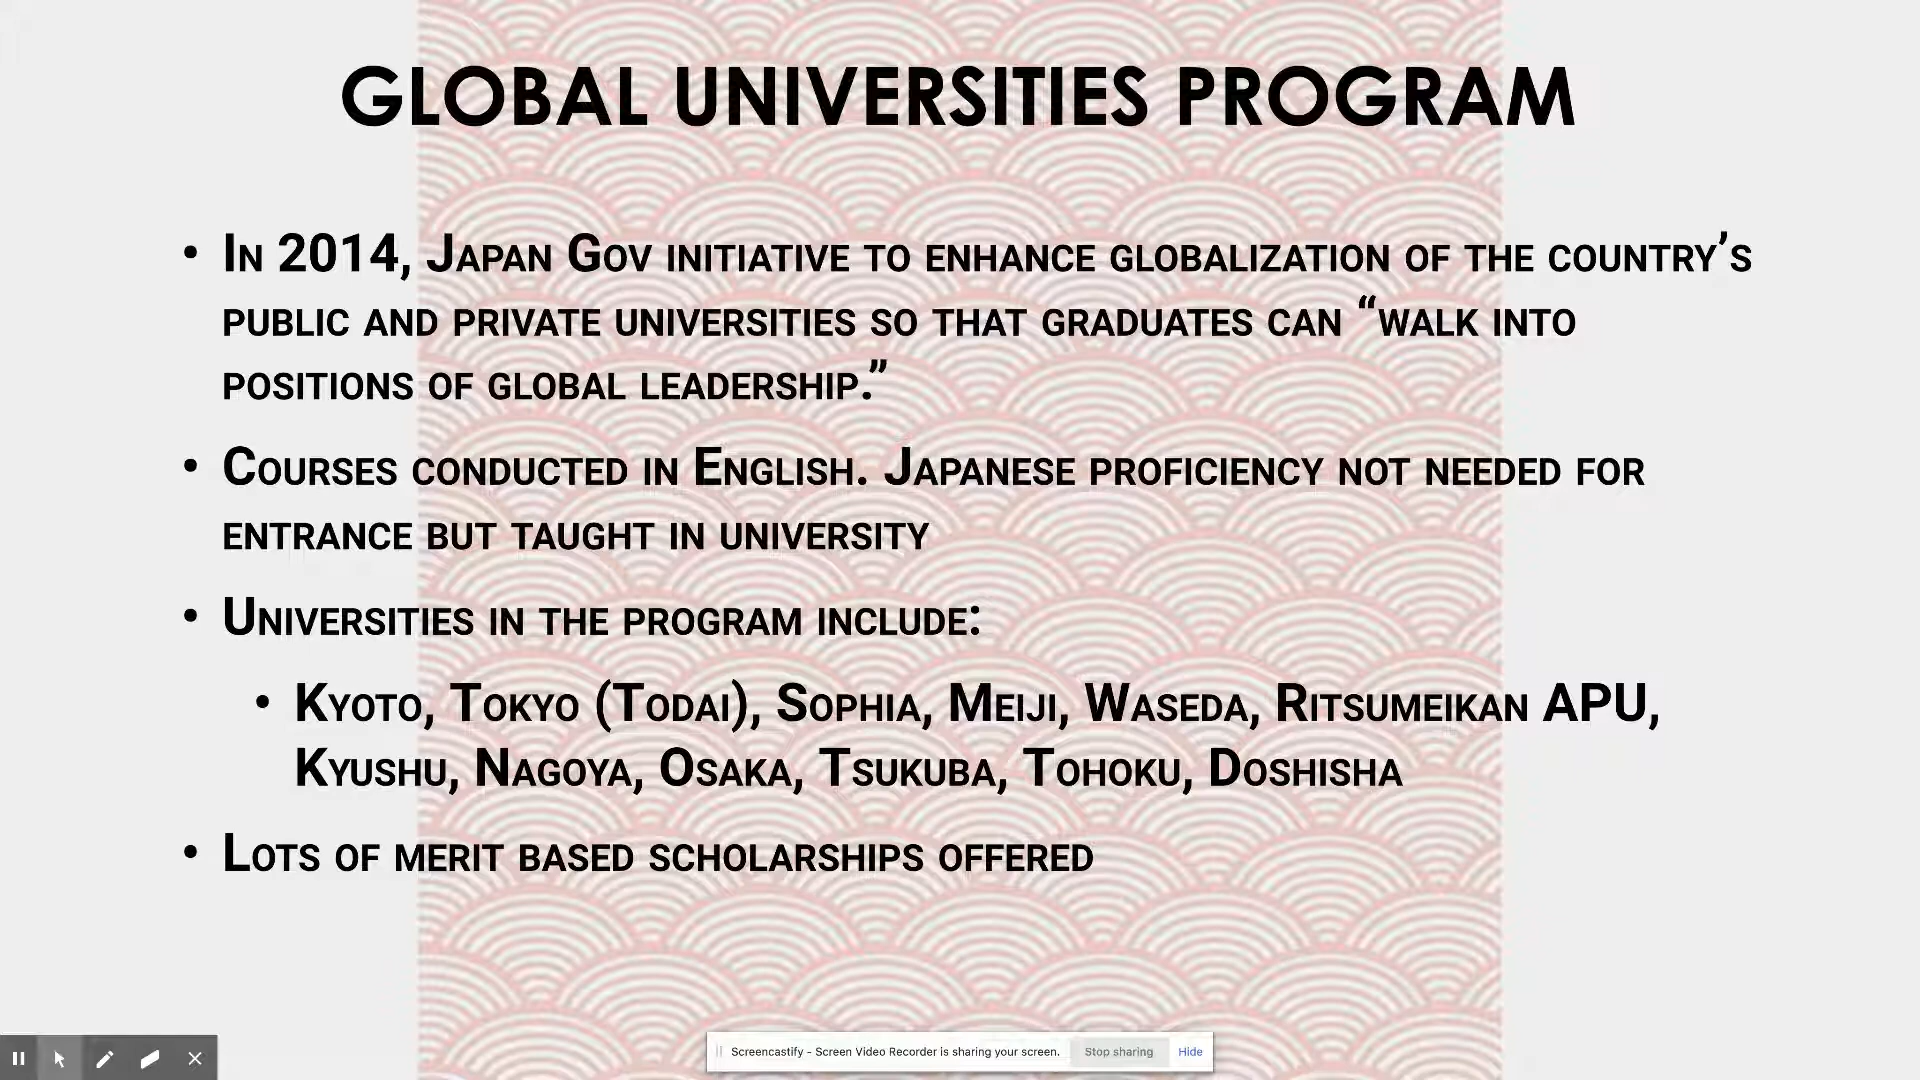 GLOBAL UNIVERSITIES PROGRAM
• In 2014, Japan Gov initiative to enhance globalization of the country’s
public and private universities so that graduates can “walk into
positions of global leadership.”
• Courses conducted in English. Japanese proficiency not needed for
entrance but taught in university
• Universities in the program include:
• Kyoto, Tokyo (Todai), Sophia, Meiji, Waseda, Ritsumeikan APU,
Kyushu, Nagoya, Osaka, Tsukuba, Tohoku, Doshisha
• Lots of merit based scholarships offered
Screencastify - Screen Video Recorder is sharing your screen. Stop sharing Hide